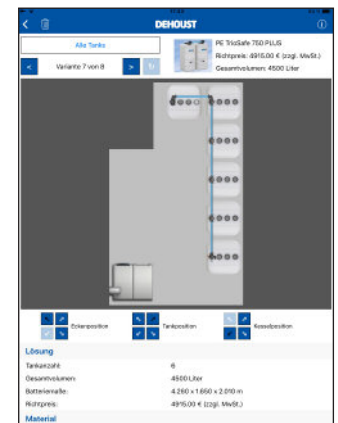 DEHOUST
Alle Tanks
PE TrioSafe 750 PLUS
Richtpreis: 4915.00 € (zzgl. MwSt.)
Gesamtvolumen: 4500 Liter
< Variante 7 von 8 >
Eckenposition
Tankposition
Kesselposition
Lösung
Tankanzahl: 6
Gesamtvolumen: 4500 Liter
Batteriemaße: 4.260 x 1.650 x 2.010 m
Richtpreis: 4915.00 € (zzgl. MwSt.)
Material